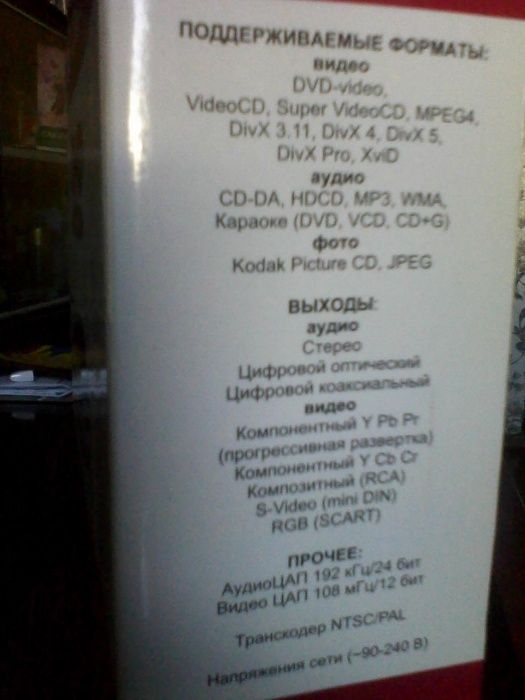 ПОДДЕРЖИВАЕМЫЕ ФОРМАТЫ:
видео
DVD-video,
VideoCD, Super VideoCD, MPEG4,
DivX 3.11, DivX 4, DivX 5,
DivX Pro, XviD
аудио
CD-DA, HDCD, MP3, WMA,
Караоке (DVD, VCD, CD+G)
фото
Kodak Picture CD, JPEG
ВЫХОДЫ:
аудио
Стерео
Цифровой оптический
Цифровой коаксиальный
видео
Компонентный Y Pb Pr
(прогрессивная развертка)
Компонентный Y Cb Cr
Композитный (RCA)
S-Video (mini DIN)
RGB (SCART)
ПРОЧЕЕ:
АудиоЦАП 192 кГц/24 бит
Видео ЦАП 108 мГц/12 бит
Транскодер NTSC/PAL
Напряжения сети (~90-240 В)